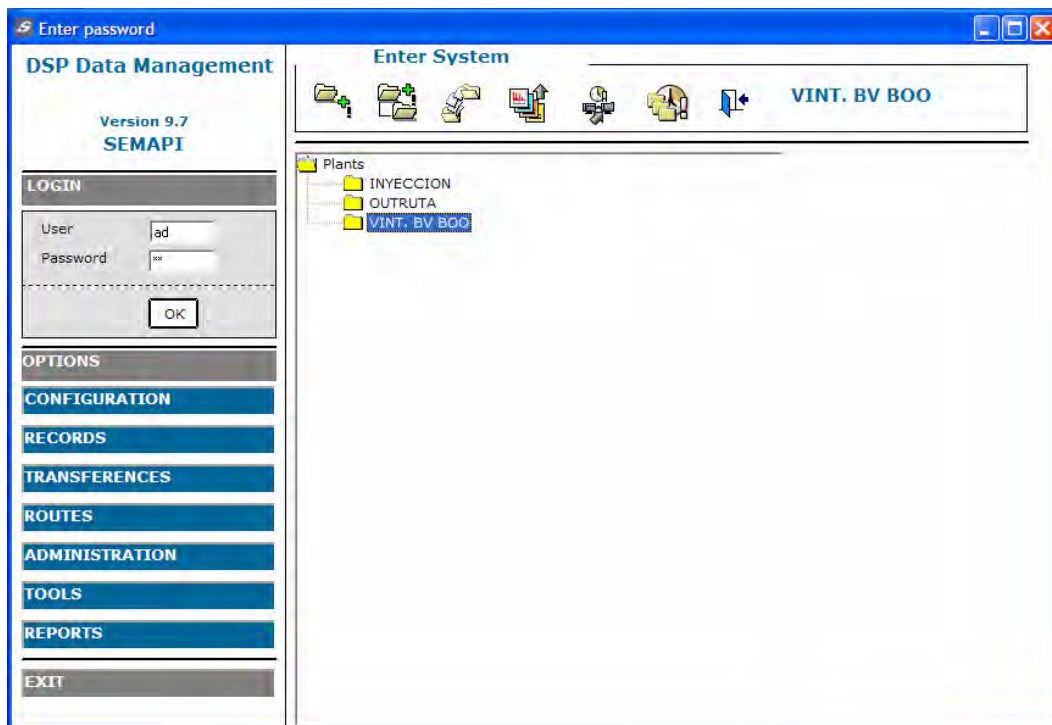 Enter password
DSP Data Management
Version 9.7
SEMAPI
LOGIN
User ad
Password **
OK
OPTIONS
CONFIGURATION
RECORDS
TRANSFERENCES
ROUTES
ADMINISTRATION
TOOLS
REPORTS
EXIT
Enter System
VINT. BV BOO
Plants
INYECCION
OUTRUTA
VINT. BV BOO